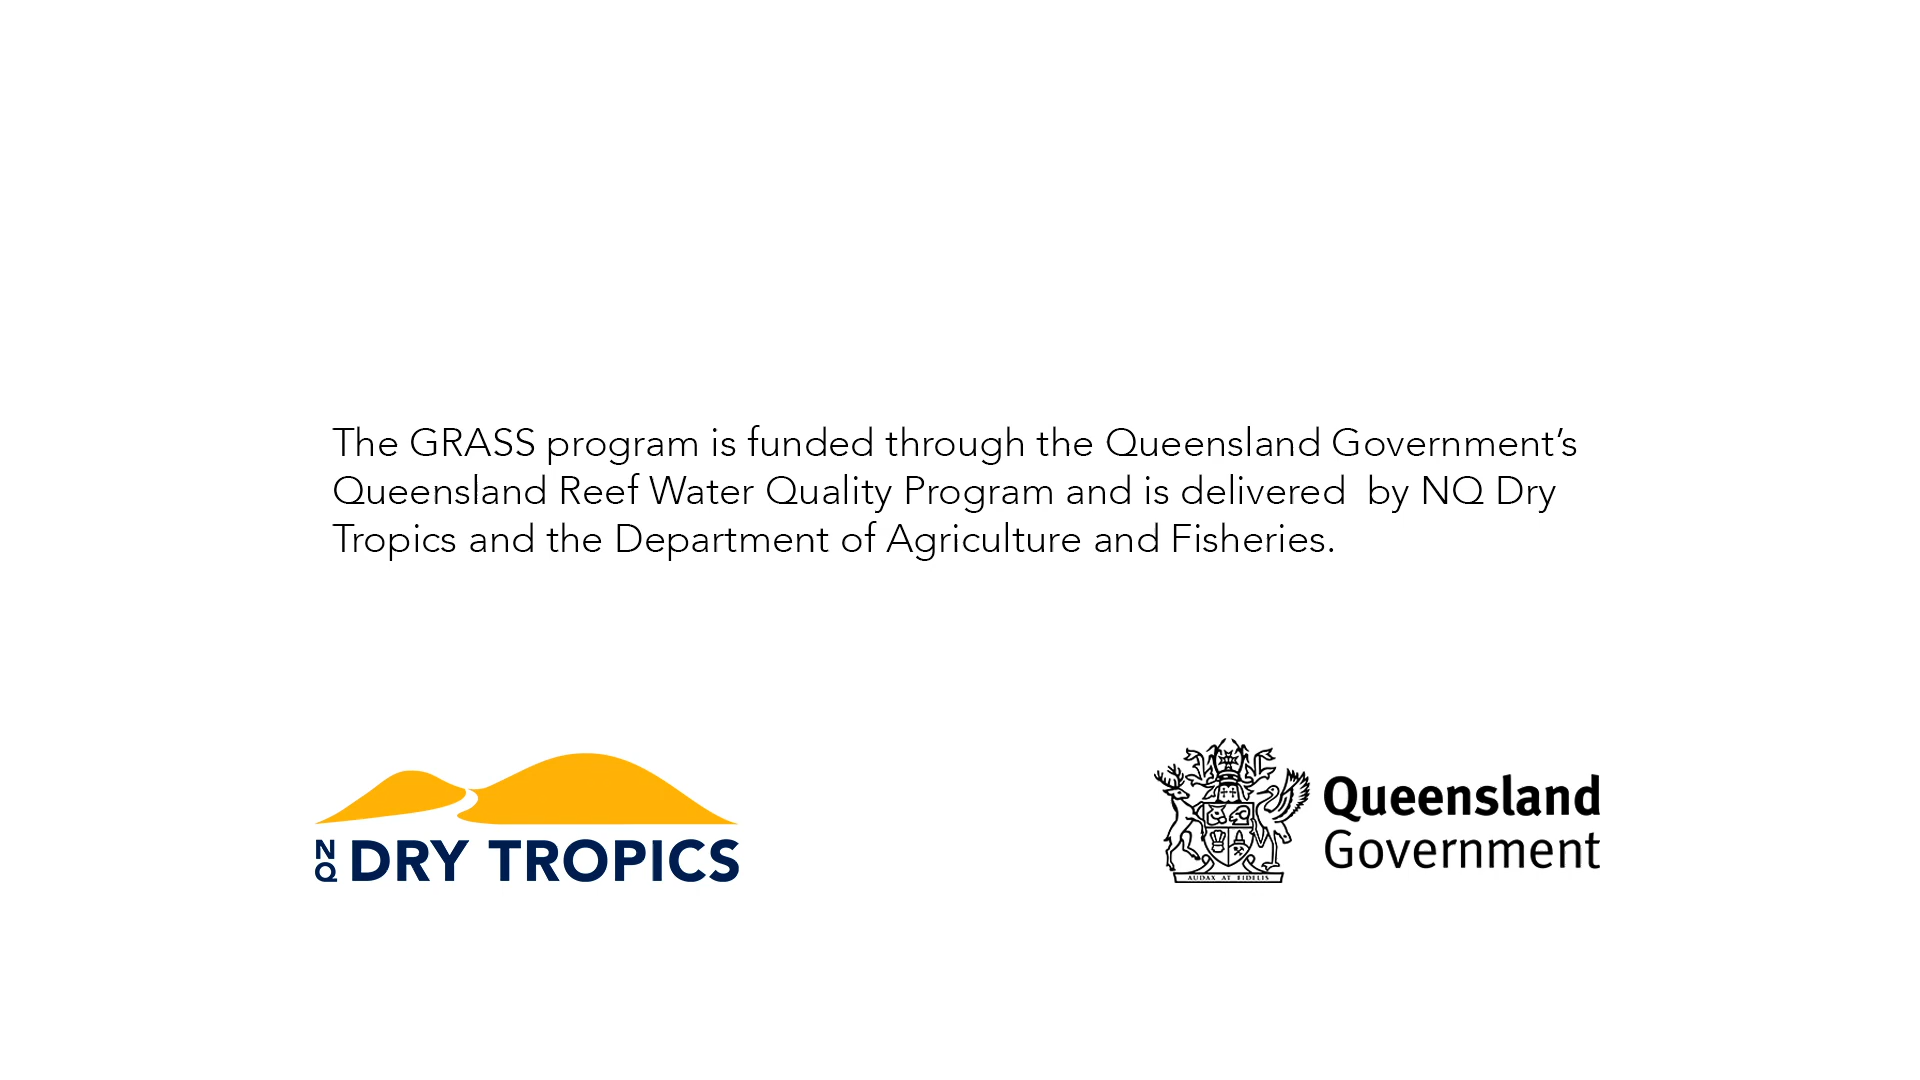 The GRASS program is funded through the Queensland Government’s
Queensland Reef Water Quality Program and is delivered  by NQ Dry
Tropics and the Department of Agriculture and Fisheries.
NQ DRY TROPICS
Queensland
Government
AUDAX AT FIDELIS